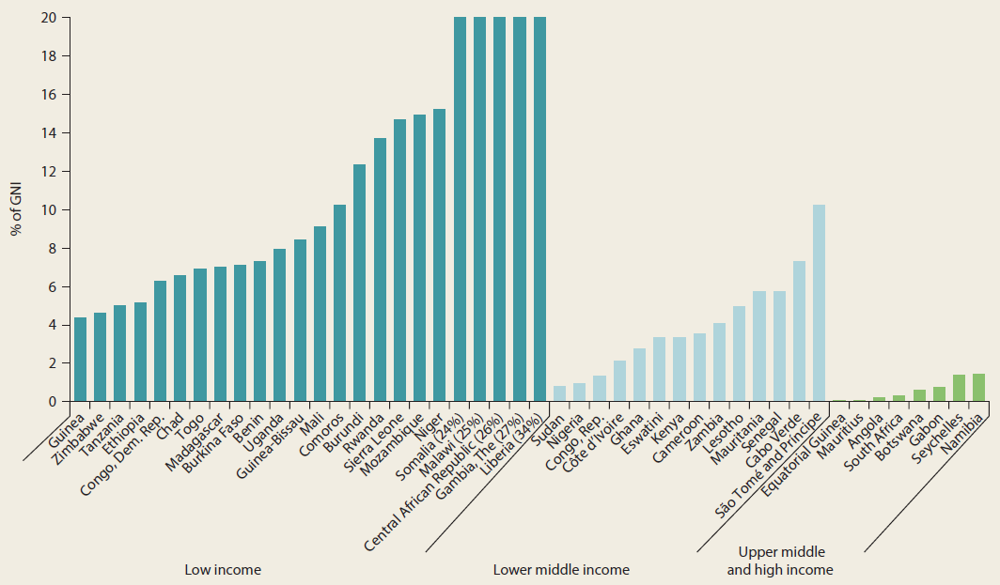 % of GNI
20
18
16
14
12
10
8
6
4
2
0
Guinea
Zimbabwe
Tanzania
Ethiopia
Congo, Dem. Rep.
Chad
Togo
Madagascar
Burkina Faso
Benin
Uganda
Guinea-Bissau
Mali
Comoros
Burundi
Rwanda
Sierra Leone
Mozambique
Niger
Somalia (24%)
Malawi (25%)
Central African Republic (26%)
Gambia, The (27%)
Liberia (34%)
Sudan
Nigeria
Congo, Rep.
Côte d'Ivoire
Ghana
Eswatini
Kenya
Cameroon
Zambia
Lesotho
Mauritania
Senegal
Cabo Verde
São Tomé and Príncipe
Equatorial Guinea
Mauritius
Angola
South Africa
Botswana
Gabon
Seychelles
Namibia
Low income
Lower middle income
Upper middle
and high income